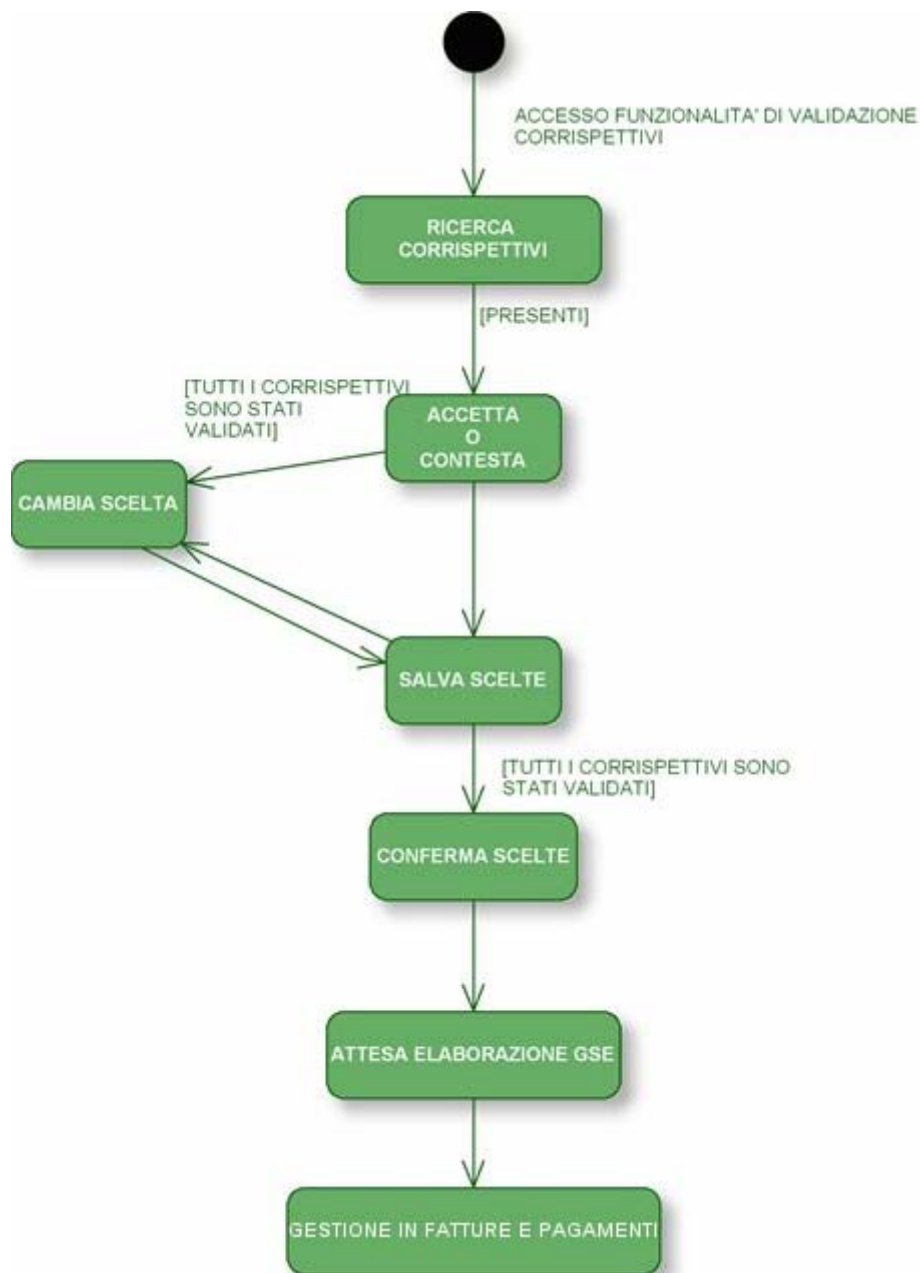 ACCESSO FUNZIONALITA' DI VALIDAZIONE
CORRISPETTIVI
RICERCA
CORRISPETTIVI
[PRESENTI]
[TUTTI I CORRISPETTIVI
SONO STATI
VALIDATI]
ACCETTA
O
CONTESTA
CAMBIA SCELTA
SALVA SCELTE
[TUTTI I CORRISPETTIVI SONO
STATI VALIDATI]
CONFERMA SCELTE
ATTESA ELABORAZIONE GSE
GESTIONE IN FATTURE E PAGAMENTI